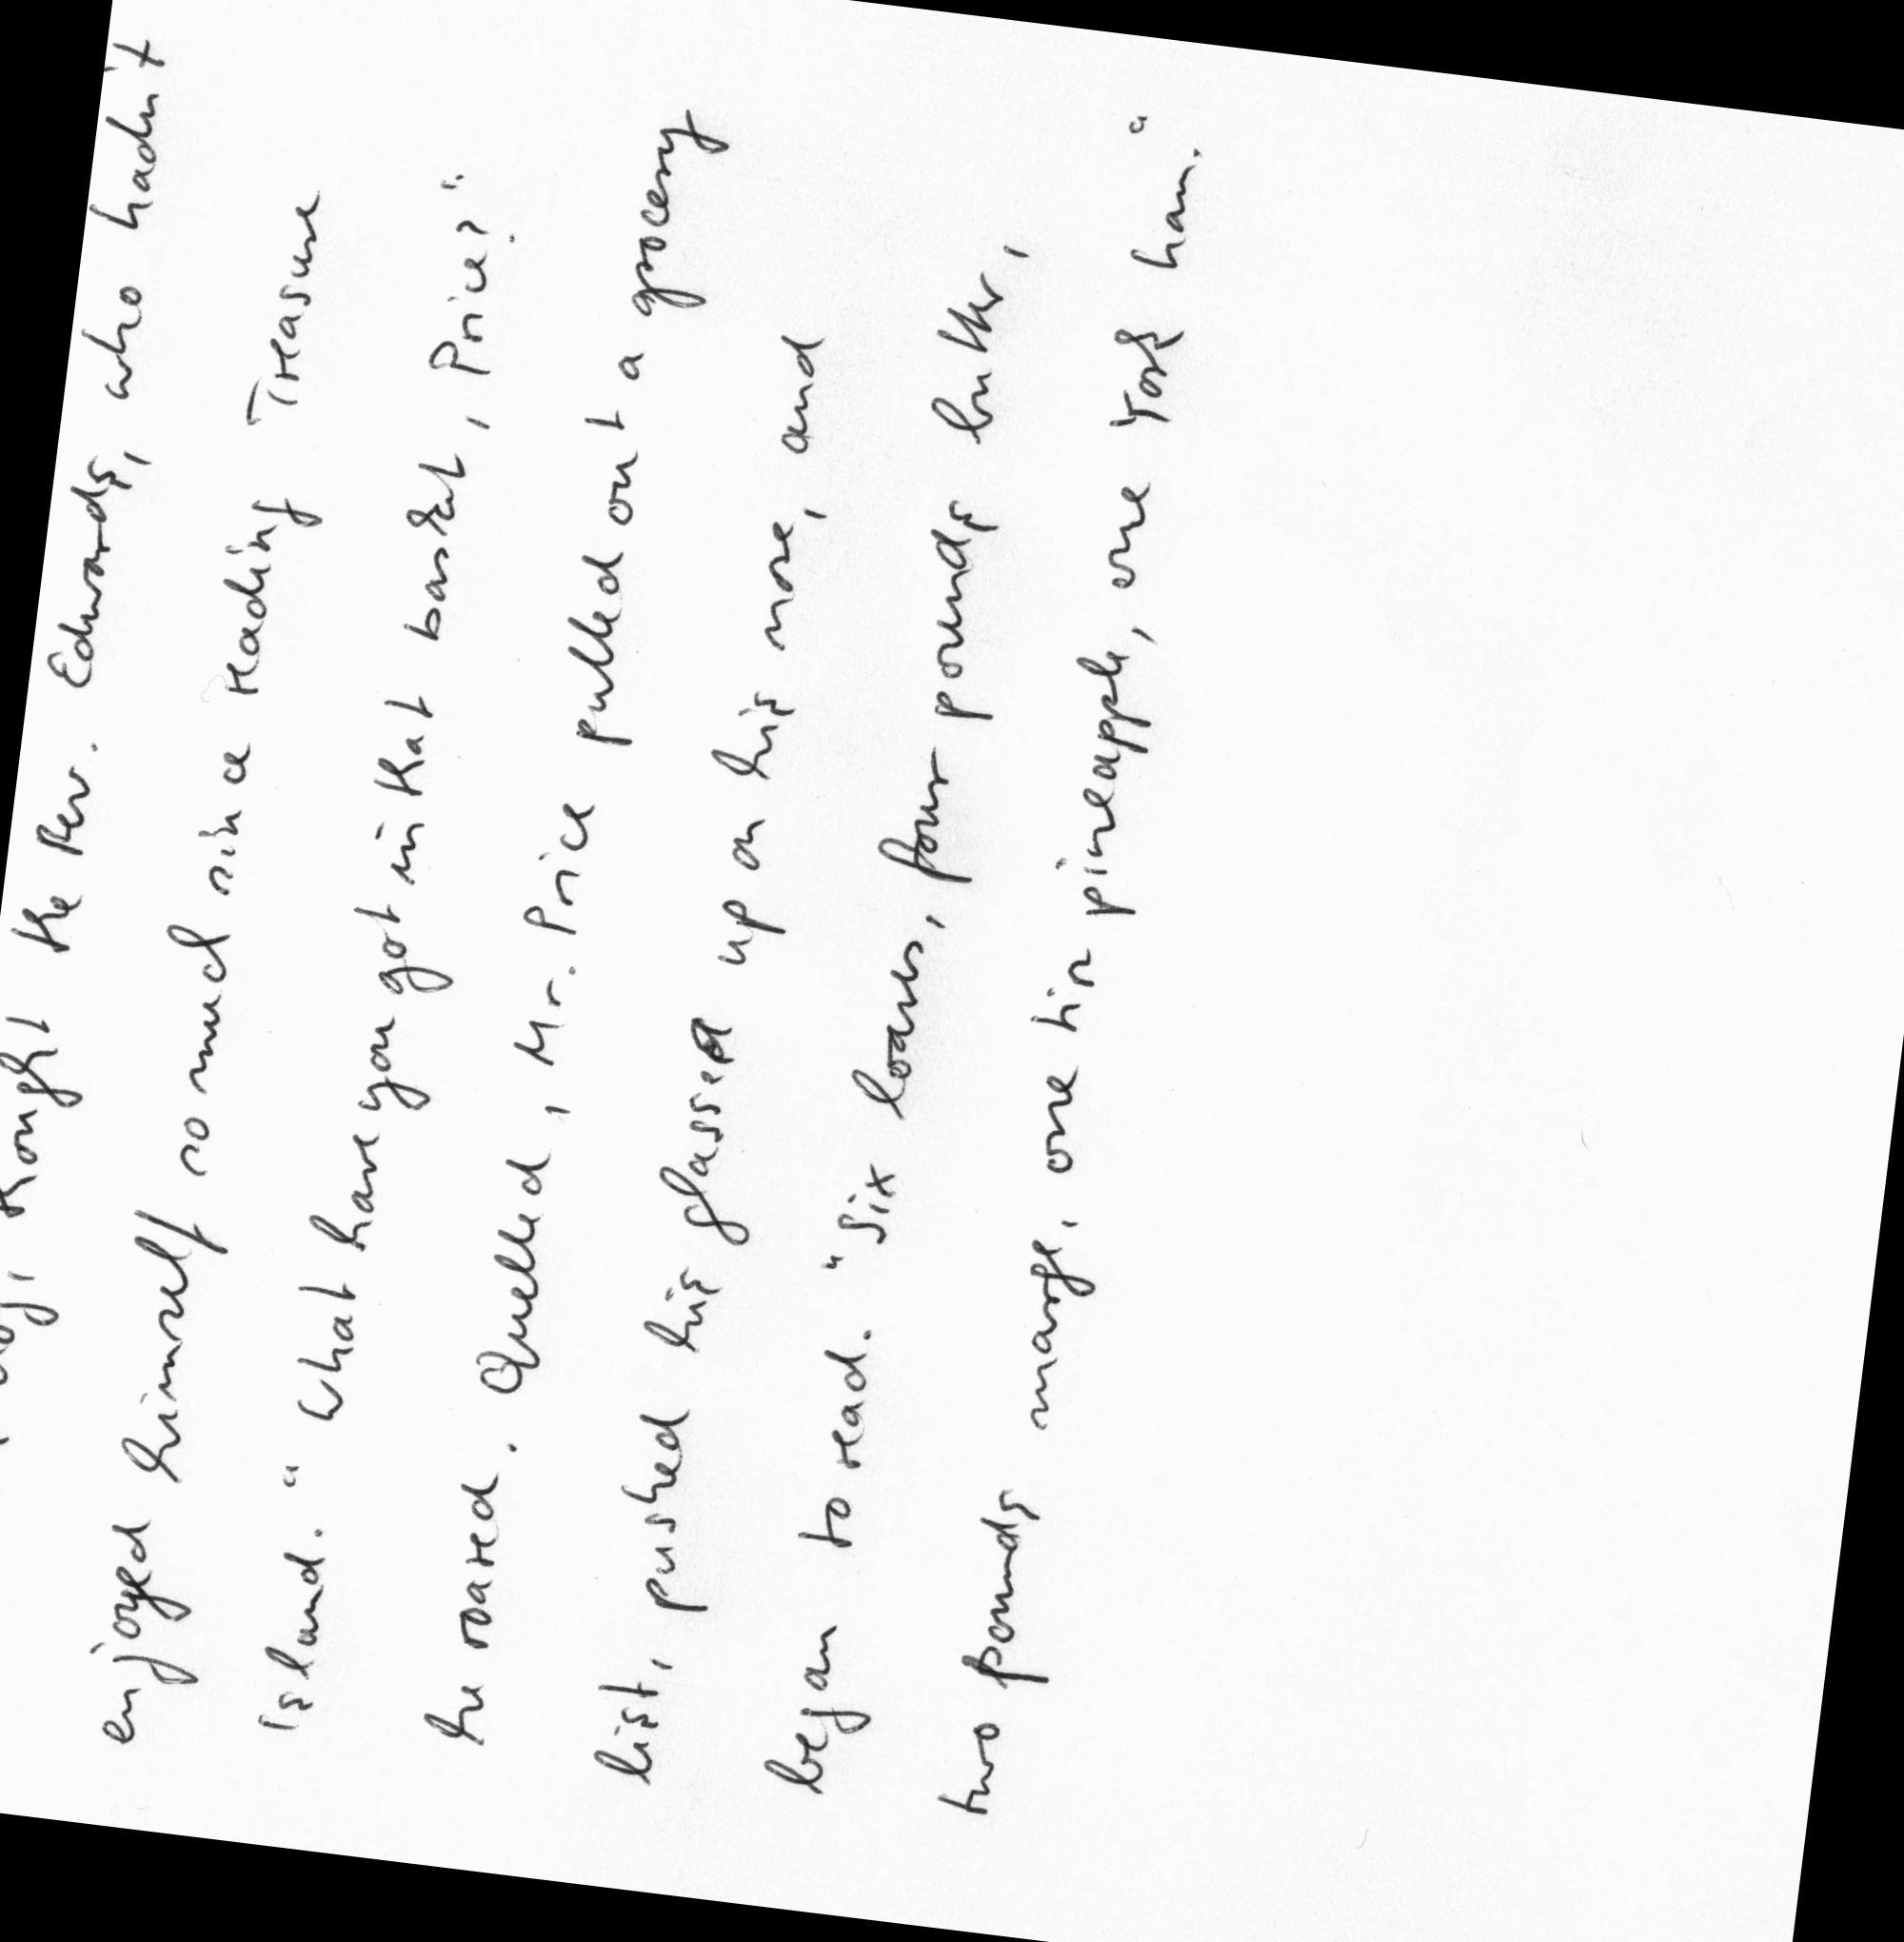 thought the Rev. Edwards, who hadn't
enjoyed himself so much since reading Treasure
Island. "What have you got in that basket, Price?"
he roared. Quelled, Mr. Price pulled out a grocery
list, pushed his glasses up on his nose, and
began to read. "Six loaves, four pounds butter,
two pounds marge, one tin pineapple, one York ham."